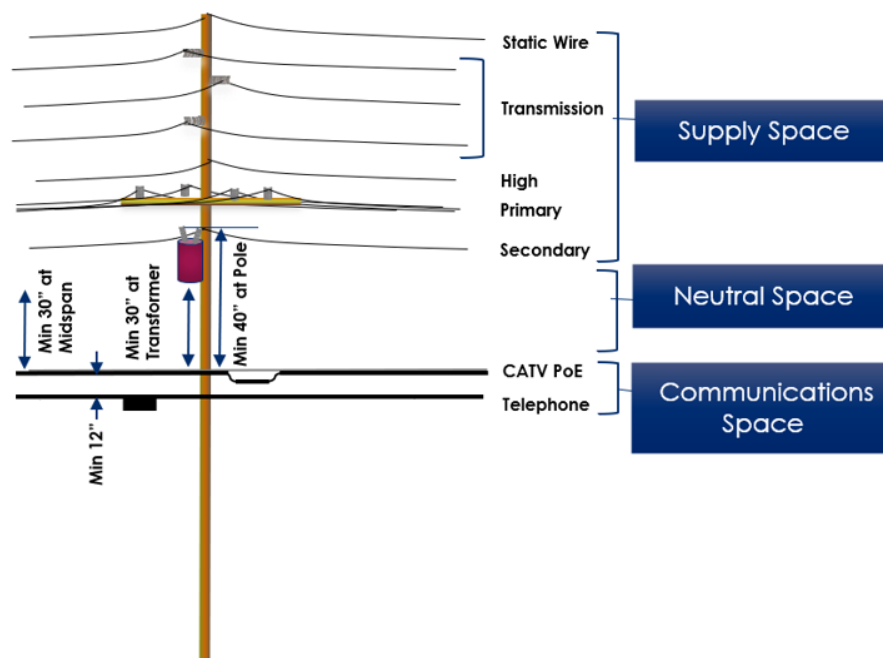 Static Wire
Transmission
Supply Space
High
Primary
Secondary
Neutral Space
Min 30" at
Midspan
Min 30" at
Transformer
Min 40" at Pole
CATV PoE
Telephone
Communications
Space
Min 12"